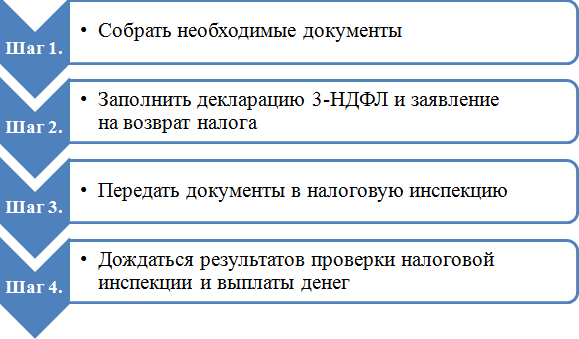 Шаг 1.
• Собрать необходимые документы
Шаг 2.
• Заполнить декларацию 3-НДФЛ и заявление
на возврат налога
Шаг 3.
• Передать документы в налоговую инспекцию
Шаг 4.
• Дождаться результатов проверки налоговой
инспекции и выплаты денег